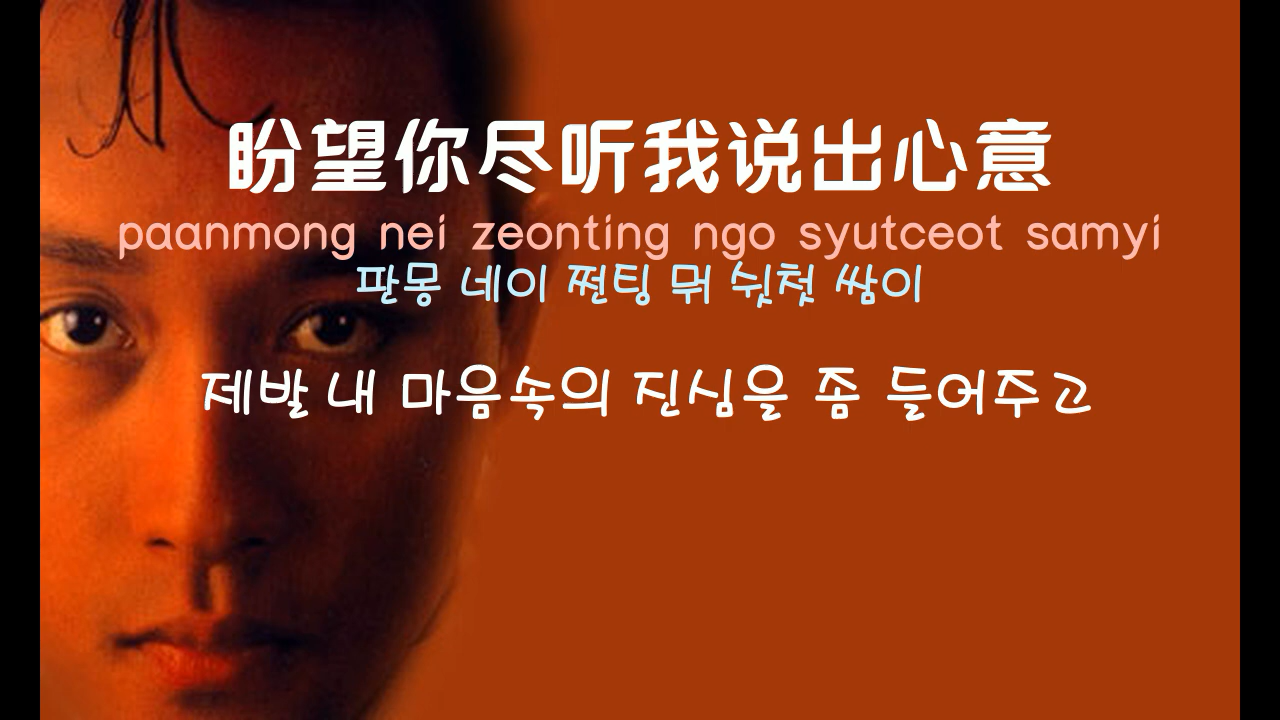 盼望你尽听我说出心意
paanmong nei zeonting ngo syutceot samyi
판몽 네이 쩐팅 뭐 쉿첫 쌈이
제발 내 마음속의 진심을 좀 들어주고